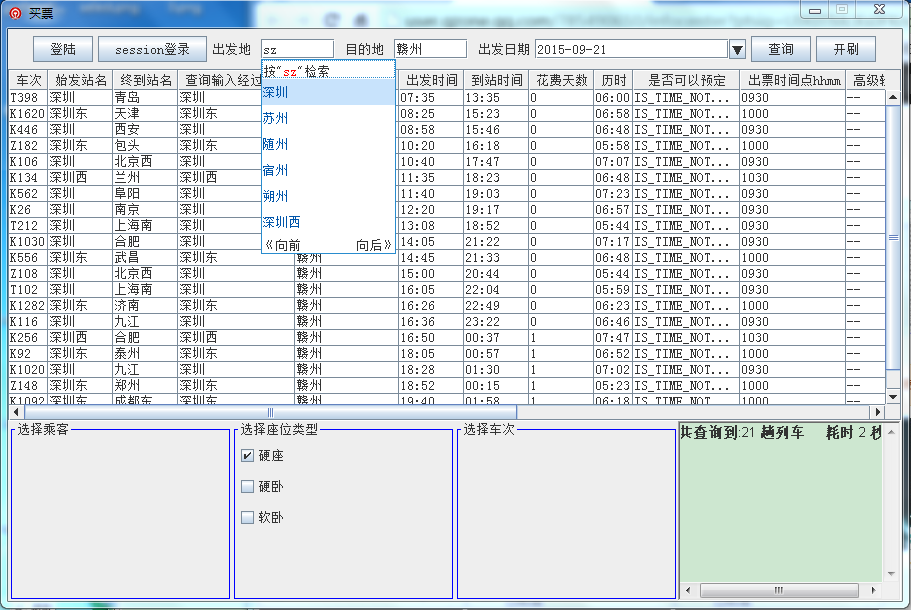 买票
登陆 session登录 出发地 sz 目的地 赣州 出发日期 2015-09-21 查询 开刷
车次 始发站名 终到站名 查询输入经过 出发时间 到站时间 花费天数 历时 是否可以预定 出票时间点hhmm 高级软
按"sz"检索
深圳
苏州
随州
宿州
朔州
深圳西
《向前 向后》
T398 深圳 青岛 深圳 07:35 13:35 0 06:00 IS_TIME_NOT... 0930 --
K1620 深圳东 天津 深圳东 08:25 15:23 0 06:58 IS_TIME_NOT... 1000 --
K446 深圳 西安 深圳 08:58 15:46 0 06:48 IS_TIME_NOT... 0930 --
Z182 深圳东 包头 深圳东 10:20 16:18 0 05:58 IS_TIME_NOT... 1000 --
K106 深圳 北京西 深圳 10:40 17:47 0 07:07 IS_TIME_NOT... 0930 --
K134 深圳西 兰州 深圳西 11:35 18:23 0 06:48 IS_TIME_NOT... 1030 --
K562 深圳 阜阳 深圳 11:40 19:03 0 07:23 IS_TIME_NOT... 0930 --
K26 深圳 南京 深圳 12:20 19:17 0 06:57 IS_TIME_NOT... 0930 --
T212 深圳 上海南 深圳 13:08 18:52 0 05:44 IS_TIME_NOT... 0930 --
K1030 深圳 合肥 深圳 14:05 21:22 0 07:17 IS_TIME_NOT... 0930 --
K556 深圳东 武昌 深圳东 赣州 14:45 21:33 0 06:48 IS_TIME_NOT... 1000 --
Z108 深圳 北京西 深圳 赣州 15:00 20:44 0 05:44 IS_TIME_NOT... 0930 --
T102 深圳 上海南 深圳 赣州 16:05 22:04 0 05:59 IS_TIME_NOT... 0930 --
K1282 深圳东 济南 深圳东 赣州 16:26 22:49 0 06:23 IS_TIME_NOT... 1000 --
K116 深圳 九江 深圳 赣州 16:36 23:22 0 06:46 IS_TIME_NOT... 0930 --
K256 深圳西 合肥 深圳西 赣州 16:50 00:37 1 07:47 IS_TIME_NOT... 1030 --
K92 深圳东 泰州 深圳东 赣州 18:05 00:57 1 06:52 IS_TIME_NOT... 1000 --
K1020 深圳 九江 深圳 赣州 18:28 01:30 1 07:02 IS_TIME_NOT... 0930 --
Z148 深圳东 郑州 深圳东 赣州 18:52 00:15 1 05:23 IS_TIME_NOT... 1000 --
K1092 深圳东 成都东 深圳东 赣州 19:40 01:58 1 06:18 IS_TIME_NOT... 1000 --
选择乘客 选择座位类型 选择车次 共查询到:21 趟列车 耗时 2 秒
硬座
硬卧
软卧